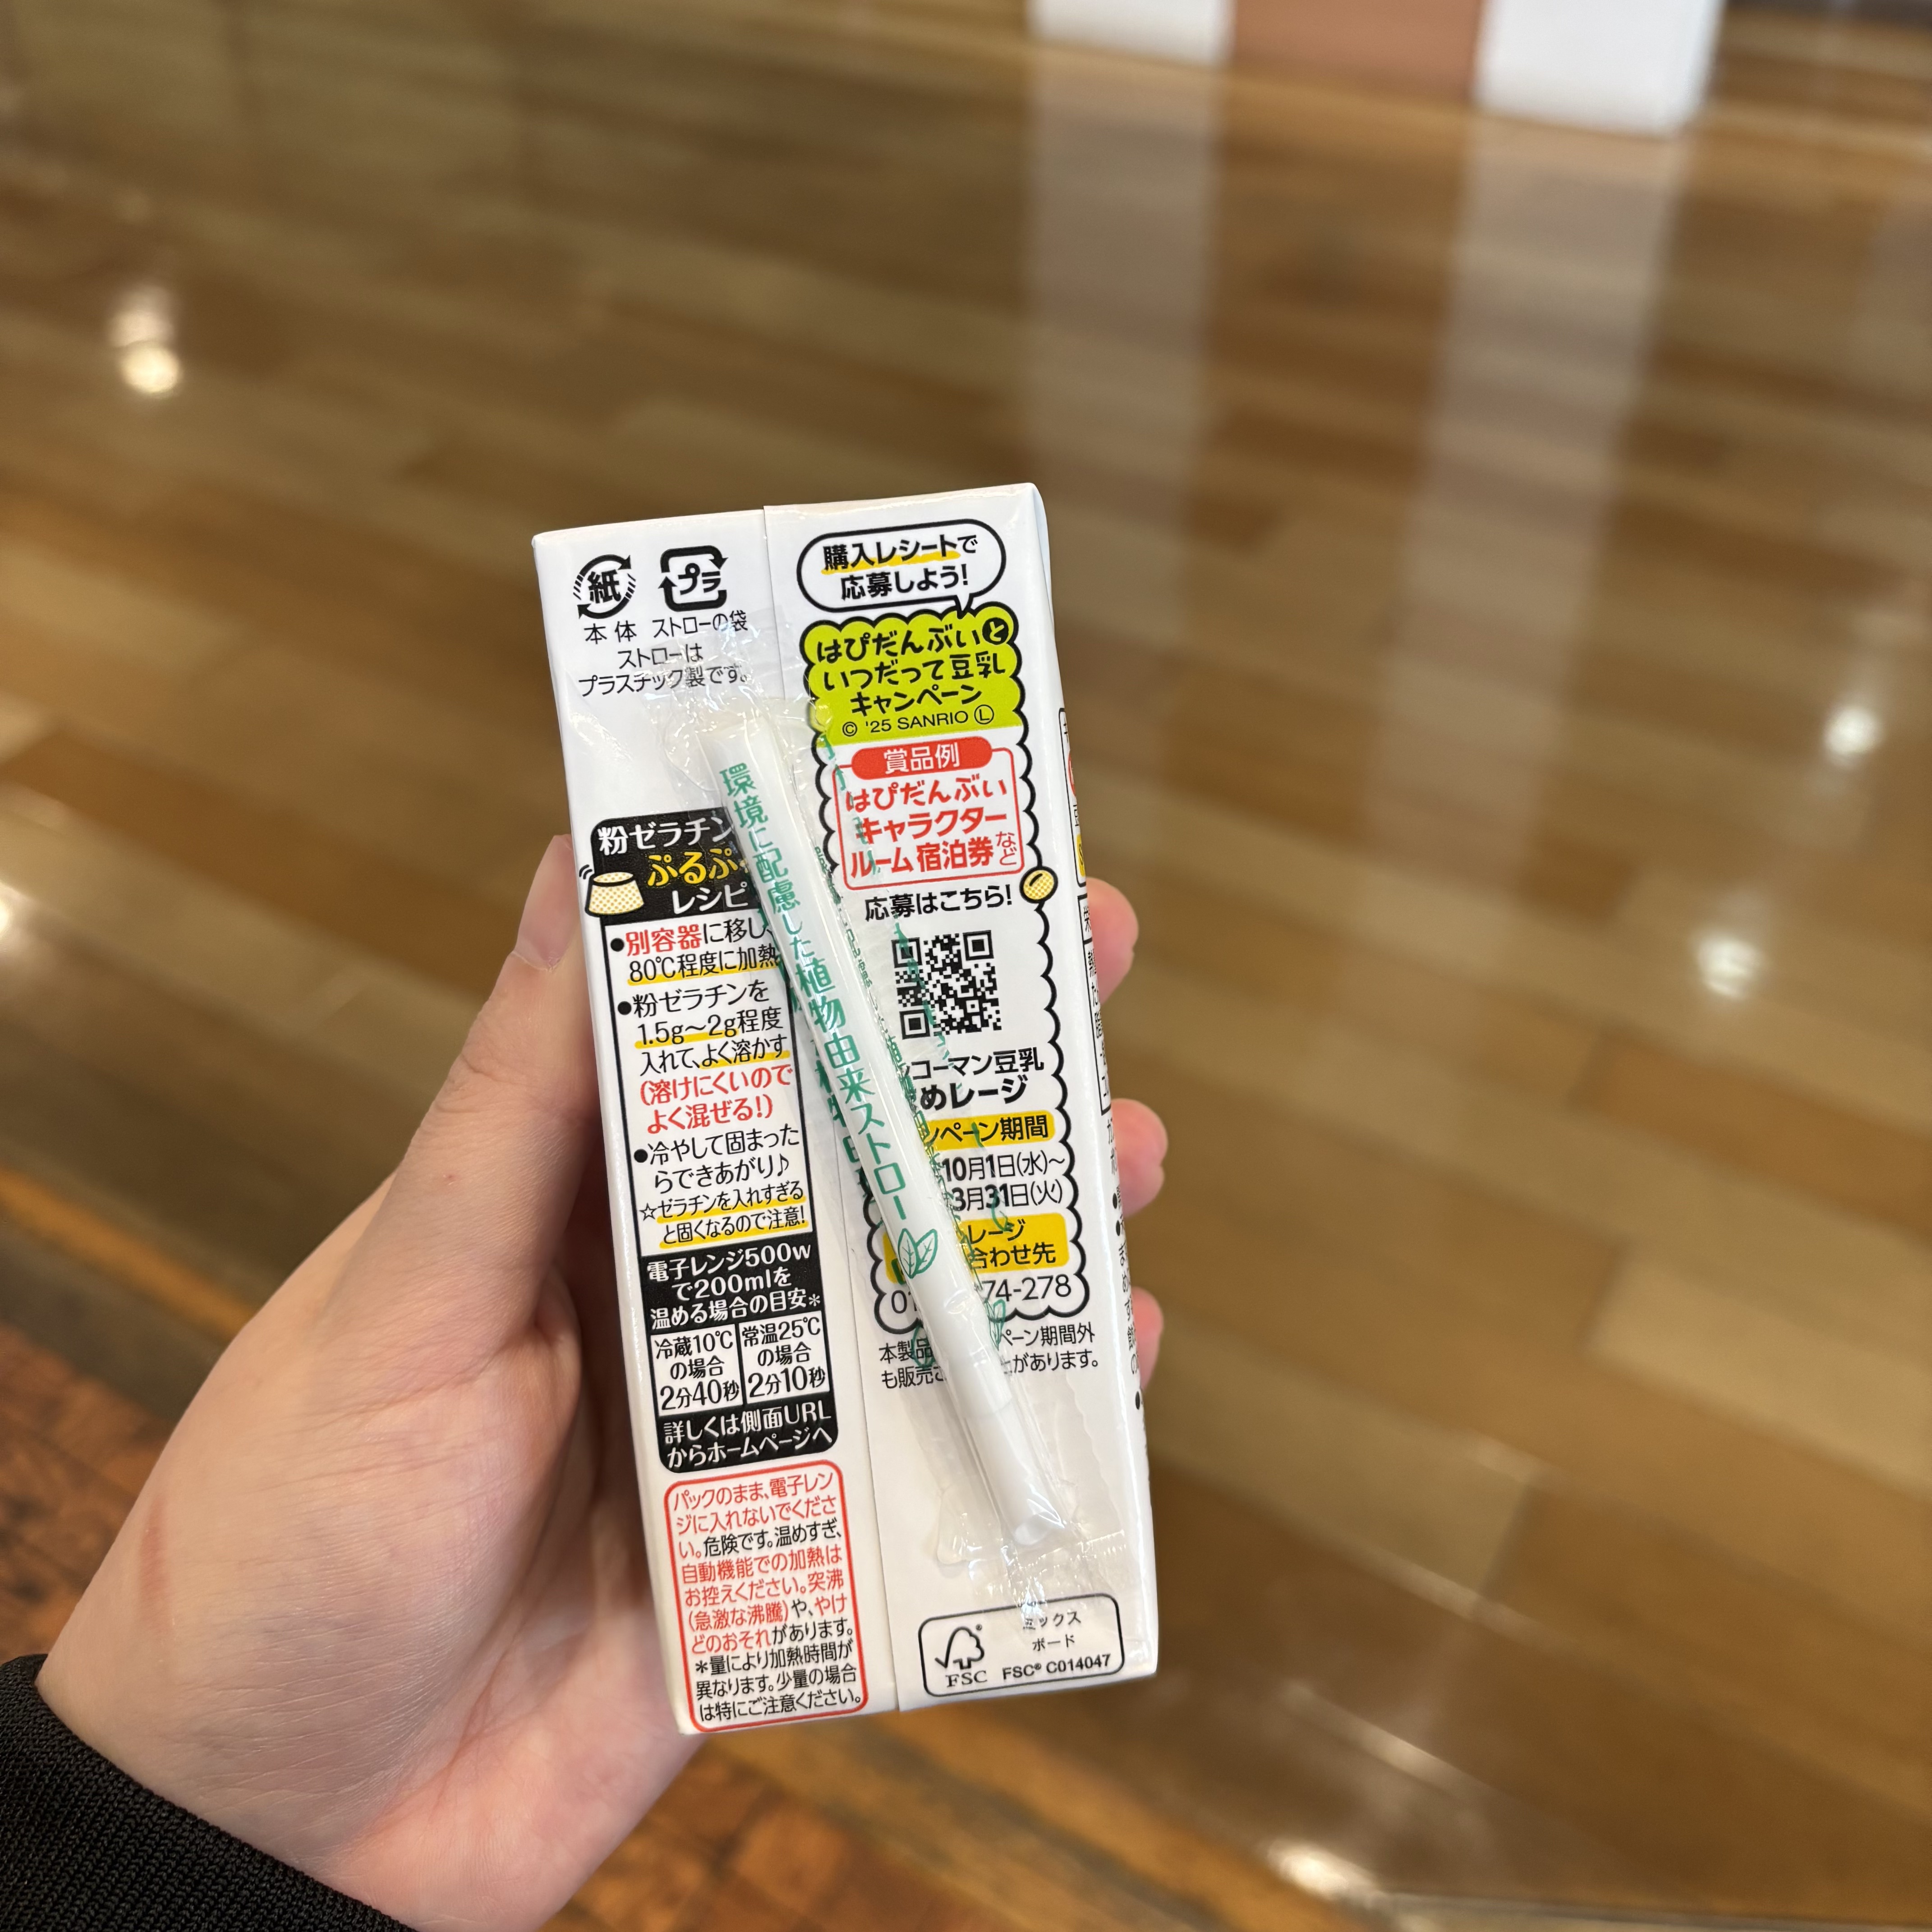 紙
プラ
本体 ストローの袋
ストローは
プラスチック製です。
粉ゼラチン
ぷるぷ
レシピ
●別容器に移し、
80℃程度に加熱
●粉ゼラチンを
1.5g〜2g程度
入れて、よく溶かす
(溶けにくいので
よく混ぜる!)
●冷やして固まった
らできあがり♪
☆ゼラチンを入れすぎる
と固くなるので注意!
電子レンジ500w
で200mlを
温める場合の目安*
冷蔵10℃
の場合
2分40秒
常温25℃
の場合
2分10秒
詳しくは側面URL
からホームページへ
パックのまま、電子レン
ジに入れないでくださ
い。危険です。温めすぎ、
自動機能での加熱は
お控えください。突沸
(急激な沸騰)や、やけ
どのおそれがあります。
*量により加熱時間が
異なります。少量の場合
は特にご注意ください。
環境に配慮した植物由来ストロー
購入レシートで
応募しよう!
はぴだんぶいと
いつだって豆乳
キャンペーン
© '25 SANRIO Ⓛ
賞品例
はぴだんぶい
キャラクター
ルーム宿泊券など
応募はこちら!
コーマン豆乳
めレージ
ンペーン期間
10月1日(水)〜
3月31日(火)
レージ
合わせ先
74-278
本製品 ペーン期間外
も販売 があります。
FSC
ミックス
ボード
FSC® C014047